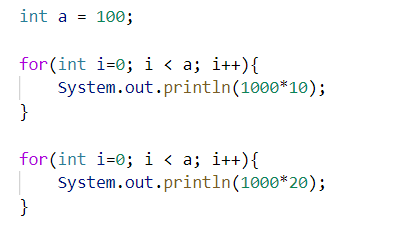 int a = 100;
for(int i=0; i < a; i++){
    System.out.println(1000*10);
}
for(int i=0; i < a; i++){
    System.out.println(1000*20);
}